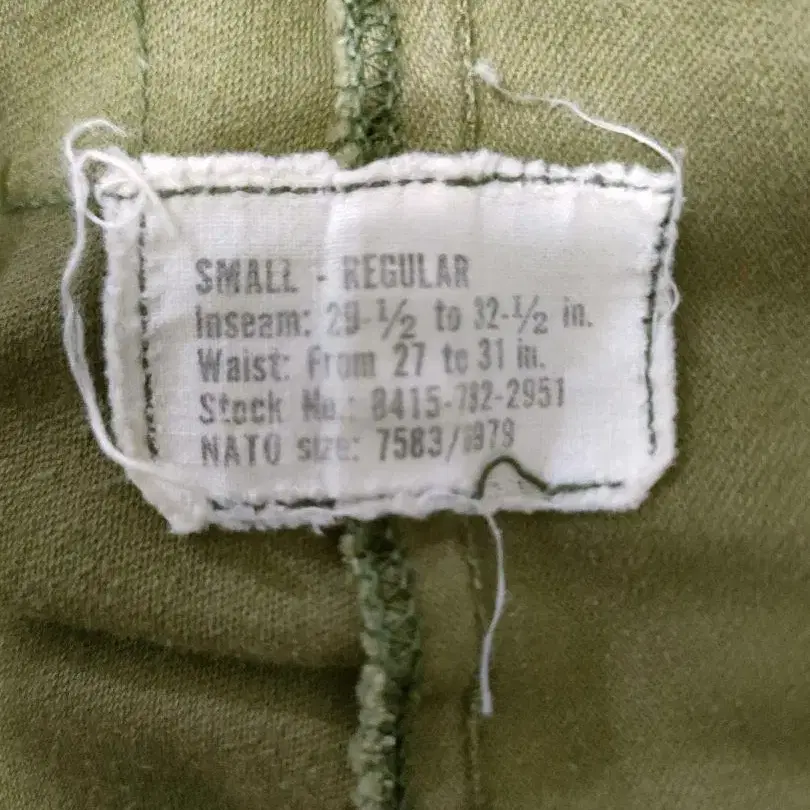 SMALL - REGULAR
Inseam: 29-1/2 to 32-1/2 in.
Waist: From 27 to 31 in.
Stock No.: 8415-782-2951
NATO size: 7583/